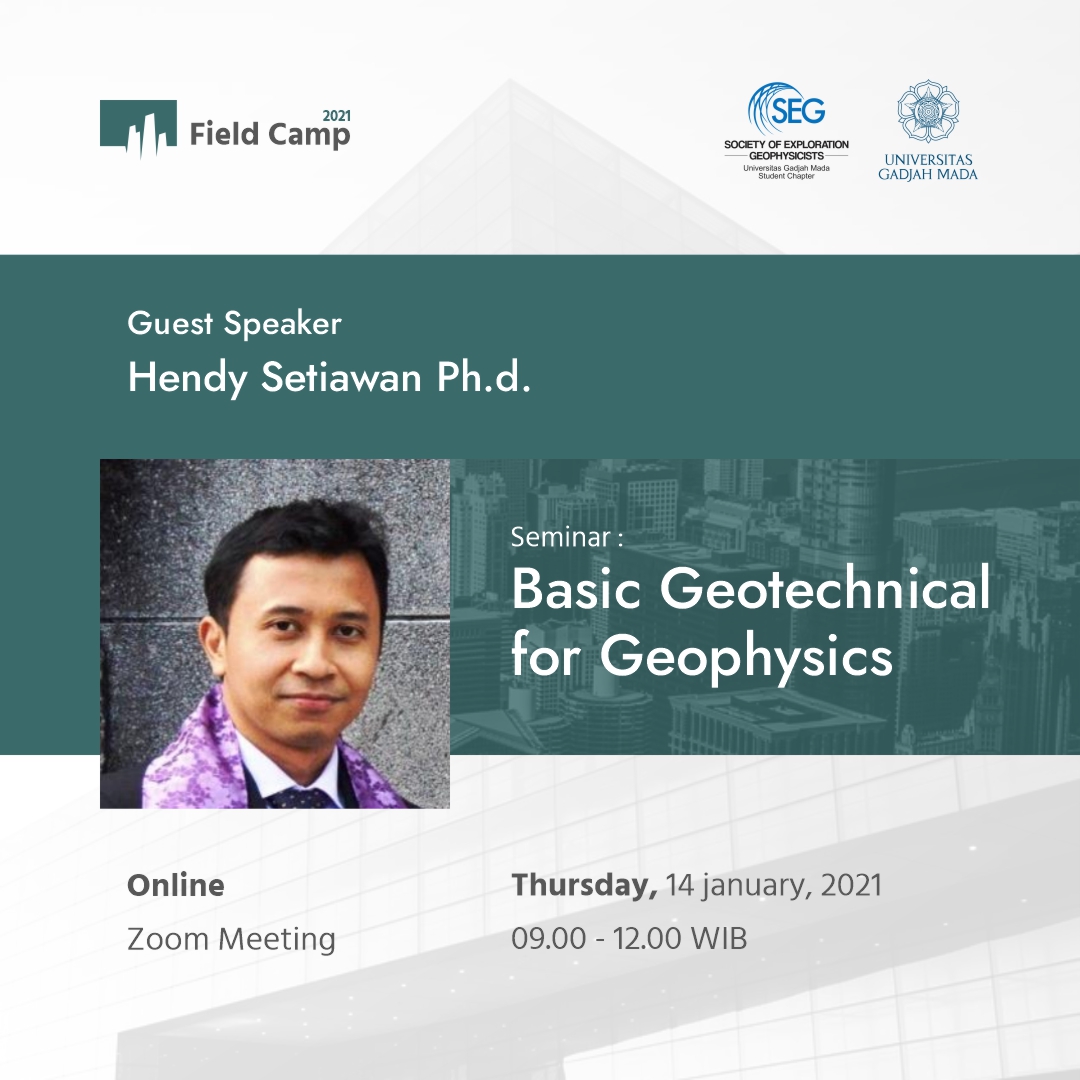 2021
Field Camp
SEG
SOCIETY OF EXPLORATION
GEOPHYSICISTS
Universitas Gadjah Mada
Student Chapter
UNIVERSITAS
GADJAH MADA
Guest Speaker
Hendy Setiawan Ph.d.
Seminar :
Basic Geotechnical
for Geophysics
Online
Zoom Meeting
Thursday, 14 january, 2021
09.00 - 12.00 WIB